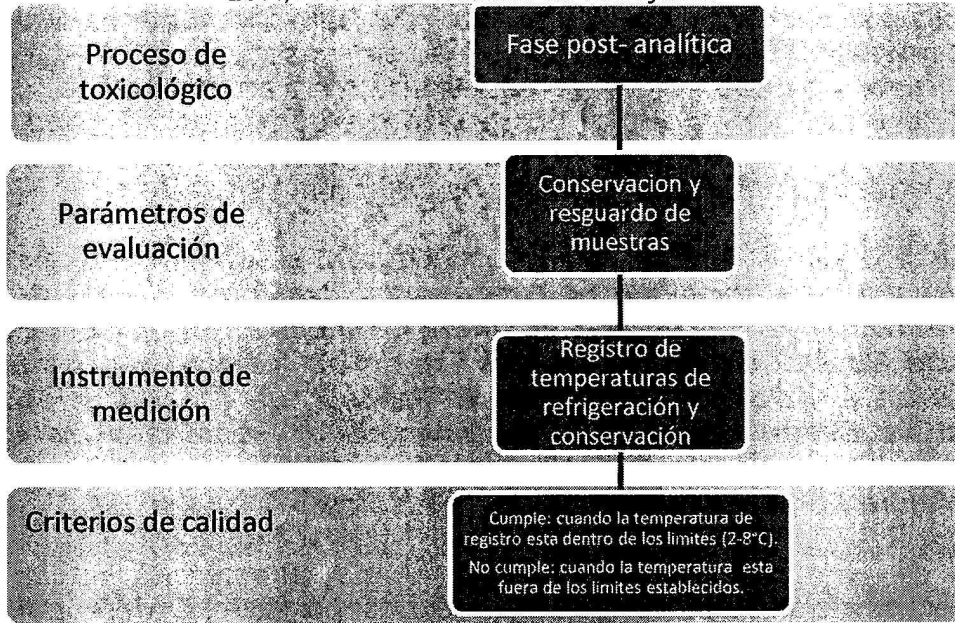 Proceso de
toxicológico
Fase post- analítica
Parámetros de
evaluación
Conservacion y
resguardo de
muestras
Instrumento de
medición
Registro de
temperaturas de
refrigeración y
conservación
Criterios de calidad
Cumple: cuando la temperatura de
registro esta dentro de los limites (2-8°C).
No cumple: cuando la temperatura esta
fuera de los limites establecidos.